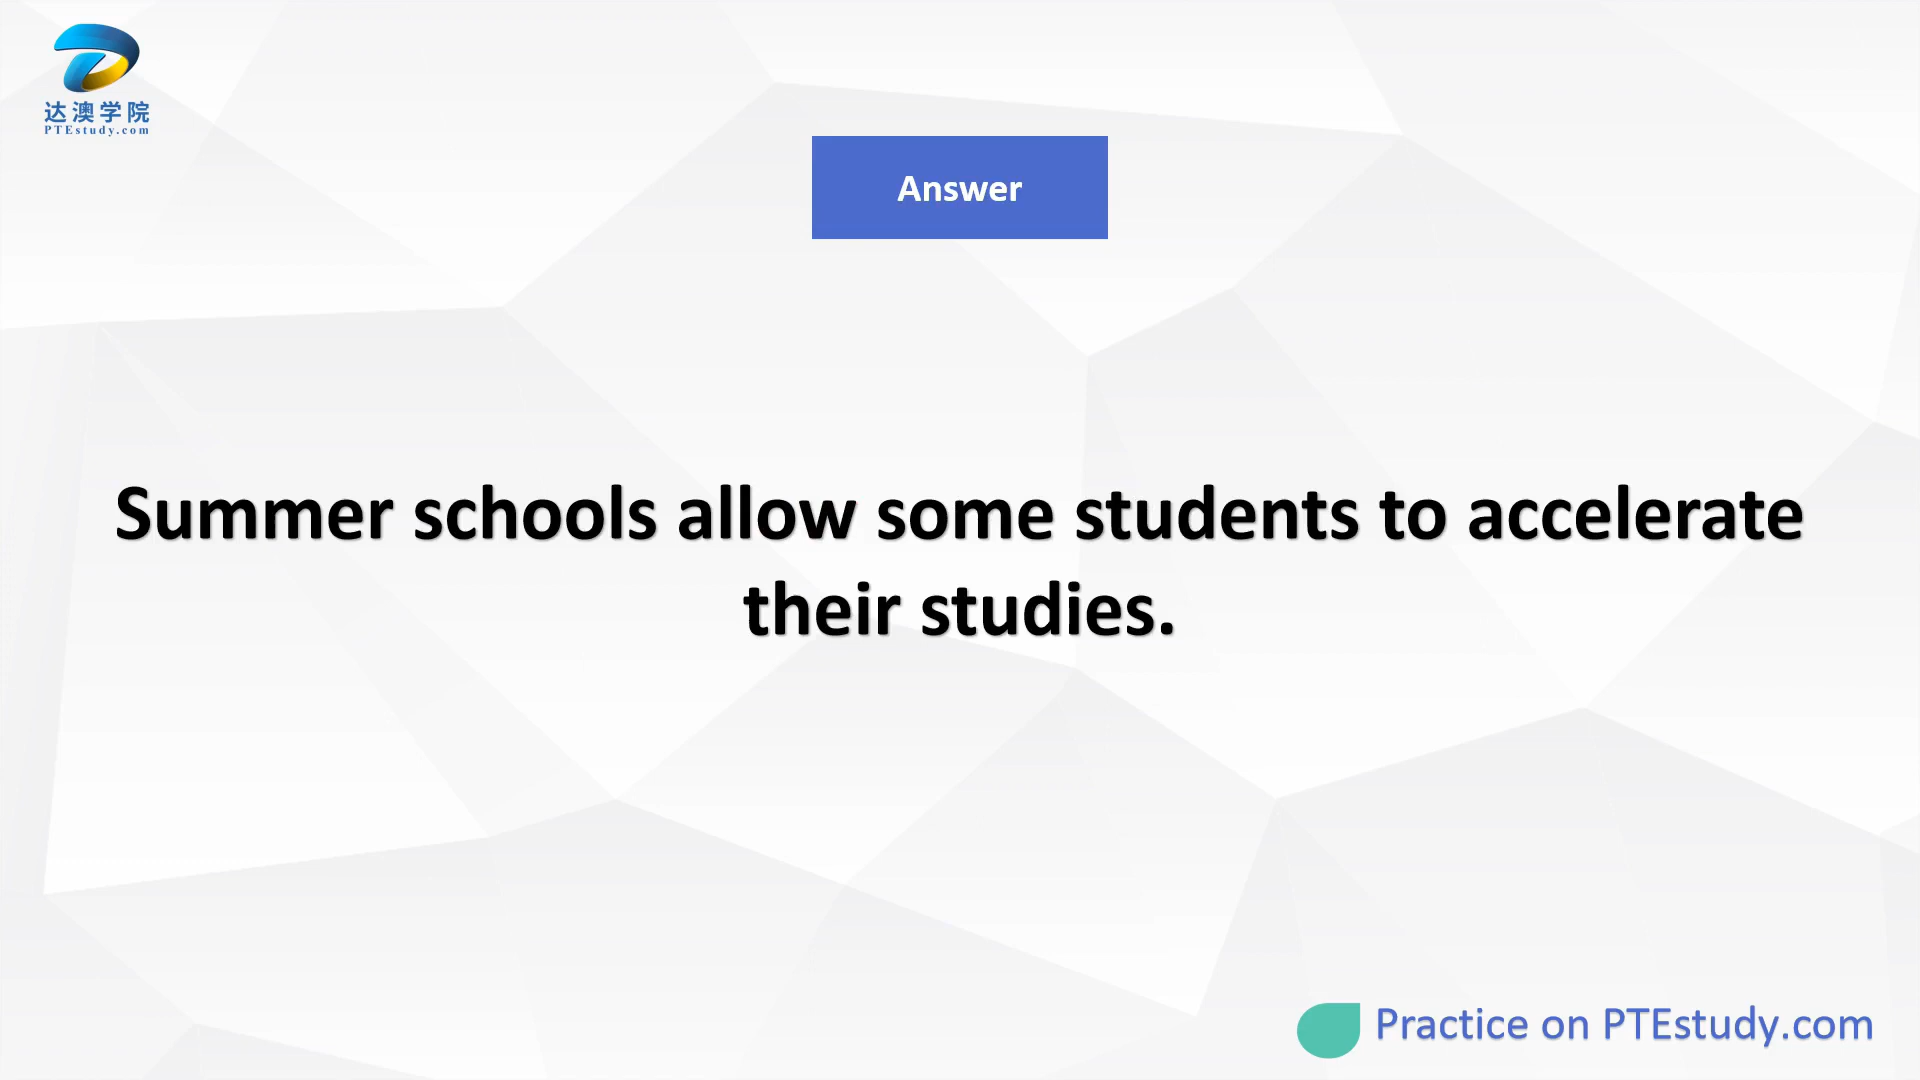 达澳学院
PTEstudy.com
Answer
Summer schools allow some students to accelerate
their studies.
Practice on PTEstudy.com